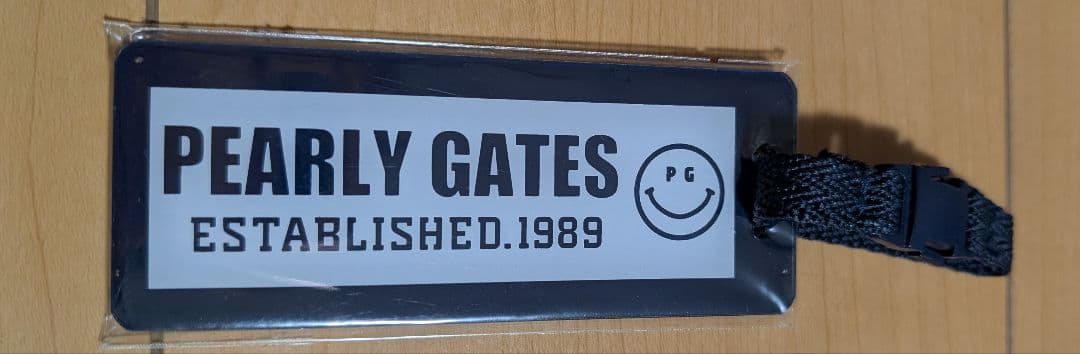 PEARLY GATES
PG
ESTABLISHED.1989